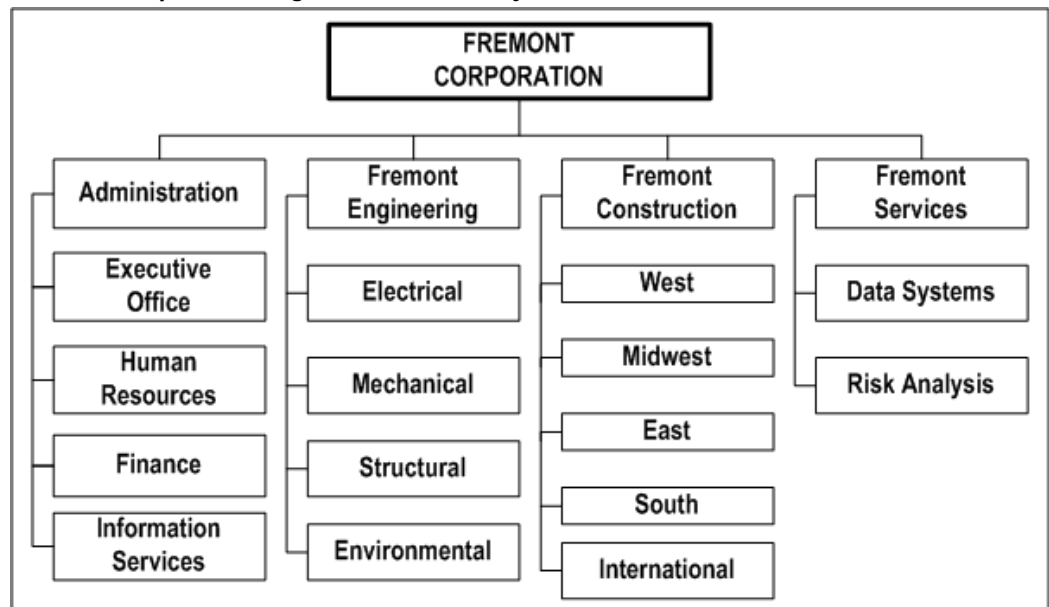 FREMONT
CORPORATION
Administration
Executive
Office
Human
Resources
Finance
Information
Services
Fremont
Engineering
Electrical
Mechanical
Structural
Environmental
Fremont
Construction
West
Midwest
East
South
International
Fremont
Services
Data Systems
Risk Analysis